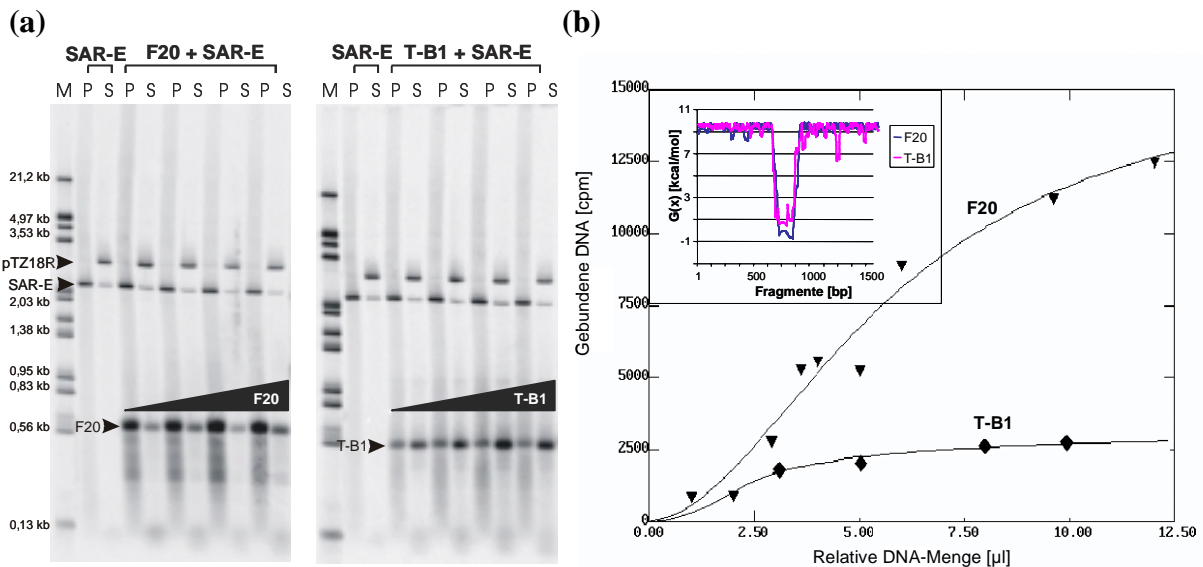 (a)
SAR-E F20 + SAR-E
M P S P S P S P S P S
21,2 kb
4,97 kb
3,53 kb
pTZ18R
SAR-E
2,03 kb
1,38 kb
0,95 kb
0,83 kb
F20
F20
0,56 kb
0,13 kb
SAR-E T-B1 + SAR-E
M P S P S P S P S P S
T-B1
T-B1
(b)
Gebundene DNA [cpm]
15000
12500
10000
7500
5000
2500
0
0.00 2.50 5.00 7.50 10.00 12.50
Relative DNA-Menge [µl]
F20
T-B1
G(x) [kcal/mol]
11
7
3
-1
1 500 1000 1500
Fragmente [bp]
F20
T-B1